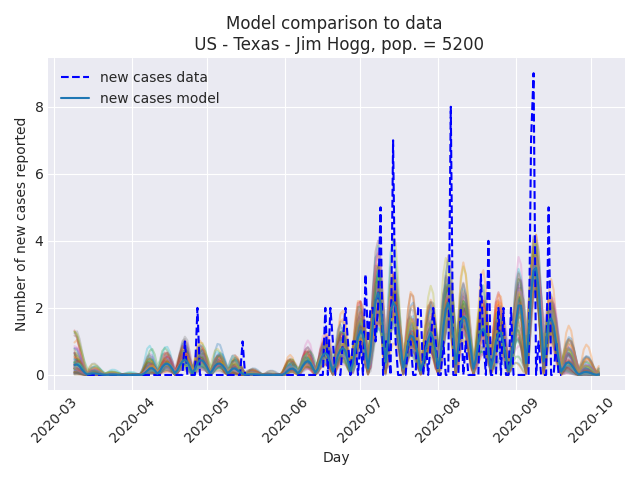 Model comparison to data
US - Texas - Jim Hogg, pop. = 5200
new cases data
new cases model
Number of new cases reported
8
6
4
2
0
2020-03
2020-04
2020-05
2020-06
2020-07
2020-08
2020-09
2020-10
Day